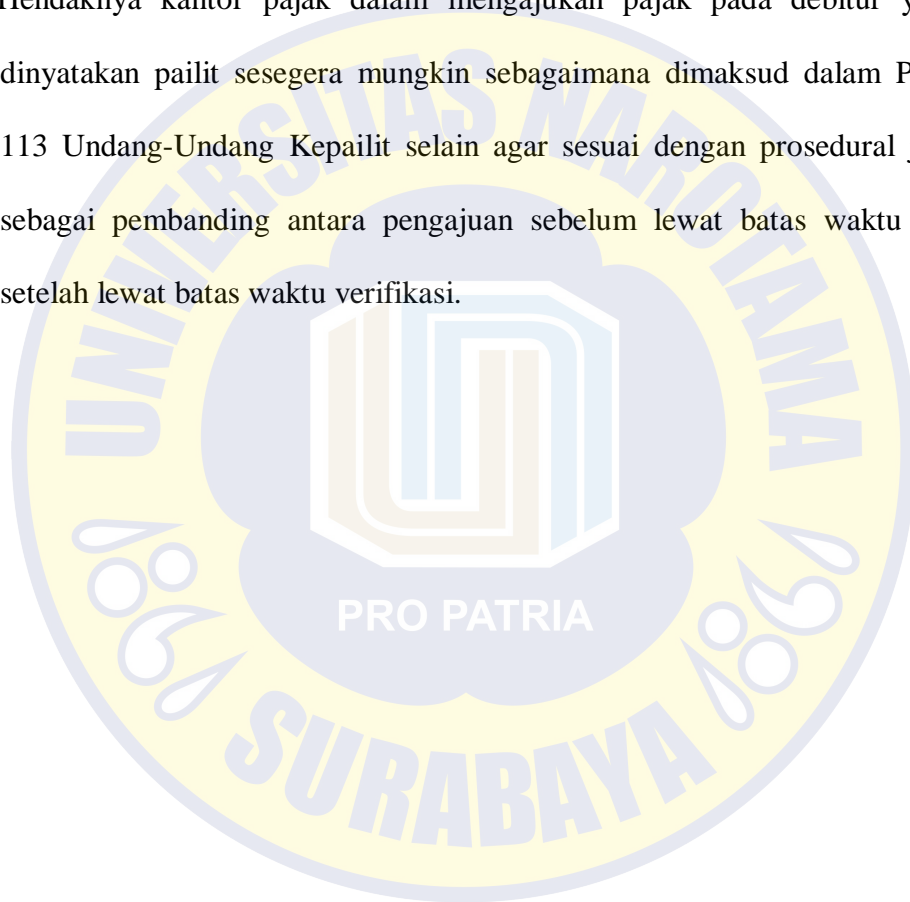 Hendaknya kantor pajak dalam mengajukan pajak pada debitur y
dinyatakan pailit sesegera mungkin sebagaimana dimaksud dalam P
113 Undang-Undang Kepailit selain agar sesuai dengan prosedural j
sebagai pembanding antara pengajuan sebelum lewat batas waktu
setelah lewat batas waktu verifikasi.
UNIVERSITAS NAROTAMA
PRO PATRIA
SURABAYA